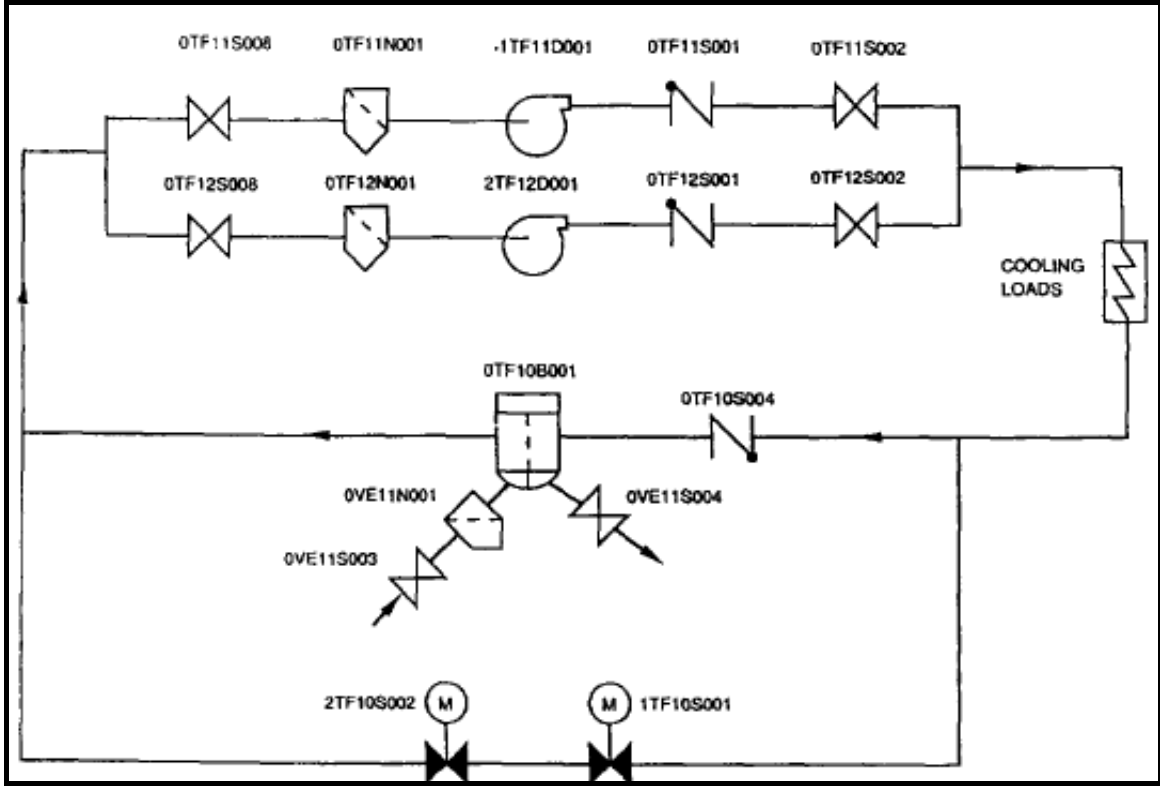 0TF11S008 0TF11N001 -1TF11D001 0TF11S001 0TF11S002
0TF12S008 0TF12N001 2TF12D001 0TF12S001 0TF12S002
COOLING
LOADS
0TF10B001
0TF10S004
0VE11N001 0VE11S004
0VE11S003
2TF10S002 M M 1TF10S001